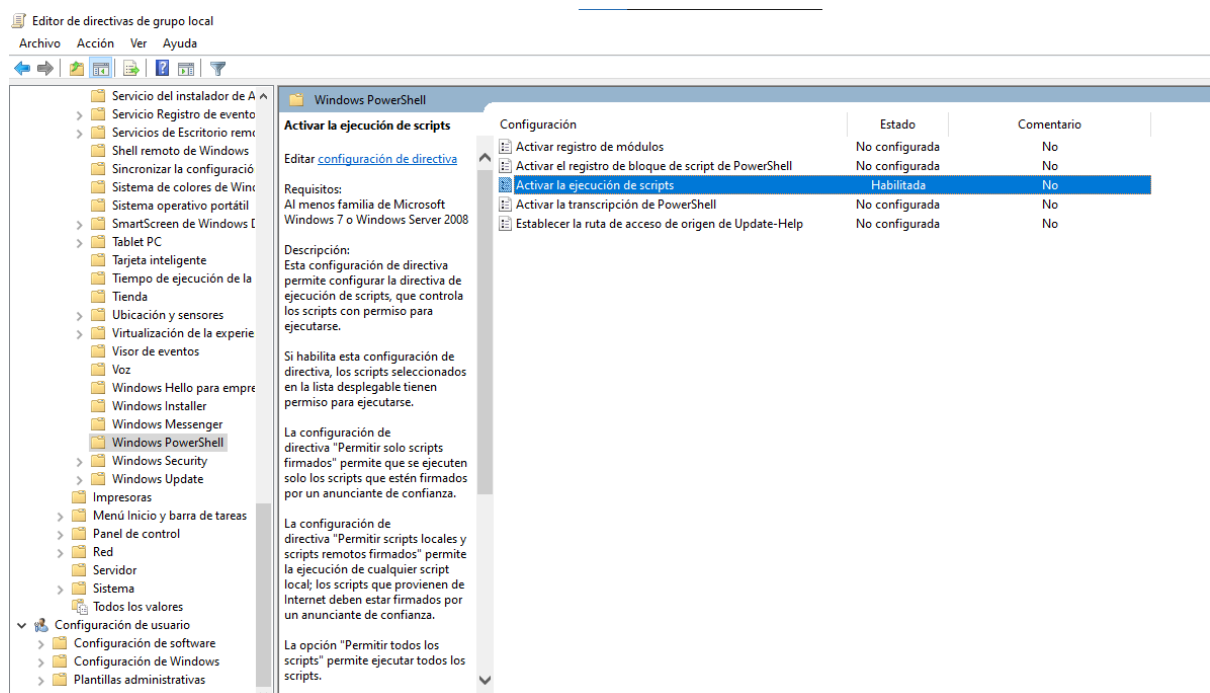 Editor de directivas de grupo local
Archivo Acción Ver Ayuda
Servicio del instalador de A
Servicio Registro de evento
Servicios de Escritorio remo
Shell remoto de Windows
Sincronizar la configuració
Sistema de colores de Winc
Sistema operativo portátil
SmartScreen de Windows D
Tablet PC
Tarjeta inteligente
Tiempo de ejecución de la
Tienda
Ubicación y sensores
Virtualización de la experie
Visor de eventos
Voz
Windows Hello para empre
Windows Installer
Windows Messenger
Windows PowerShell
Windows Security
Windows Update
Impresoras
Menú Inicio y barra de tareas
Panel de control
Red
Servidor
Sistema
Todos los valores
Configuración de usuario
Configuración de software
Configuración de Windows
Plantillas administrativas
Windows PowerShell
Activar la ejecución de scripts
Editar configuración de directiva
Requisitos:
Al menos familia de Microsoft
Windows 7 o Windows Server 2008
Descripción:
Esta configuración de directiva
permite configurar la directiva de
ejecución de scripts, que controla
los scripts con permiso para
ejecutarse.
Si habilita esta configuración de
directiva, los scripts seleccionados
en la lista desplegable tienen
permiso para ejecutarse.
La configuración de
directiva "Permitir solo scripts
firmados" permite que se ejecuten
solo los scripts que estén firmados
por un anunciante de confianza.
La configuración de
directiva "Permitir scripts locales y
scripts remotos firmados" permite
la ejecución de cualquier script
local; los scripts que provienen de
Internet deben estar firmados por
un anunciante de confianza.
La opción "Permitir todos los
scripts" permite ejecutar todos los
scripts.
Configuración Estado Comentario
Activar registro de módulos No configurada No
Activar el registro de bloque de script de PowerShell No configurada No
Activar la ejecución de scripts Habilitada No
Activar la transcripción de PowerShell No configurada No
Establecer la ruta de acceso de origen de Update-Help No configurada No